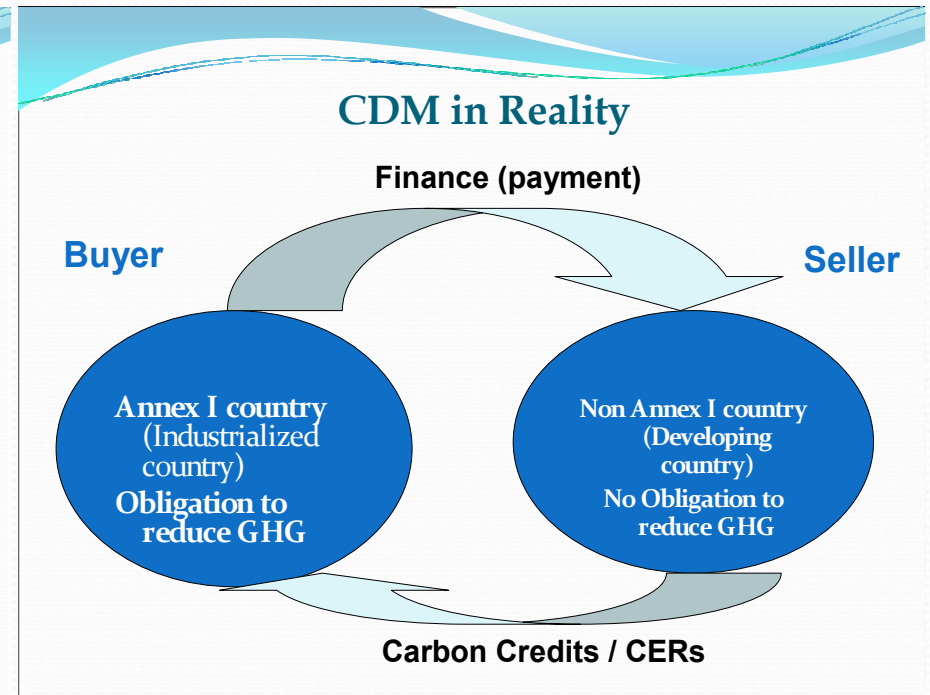 CDM in Reality
Finance (payment)
Buyer
Seller
Annex I country
(Industrialized
country)
Obligation to
reduce GHG
Non Annex I country
(Developing
country)
No Obligation to
reduce GHG
Carbon Credits / CERs